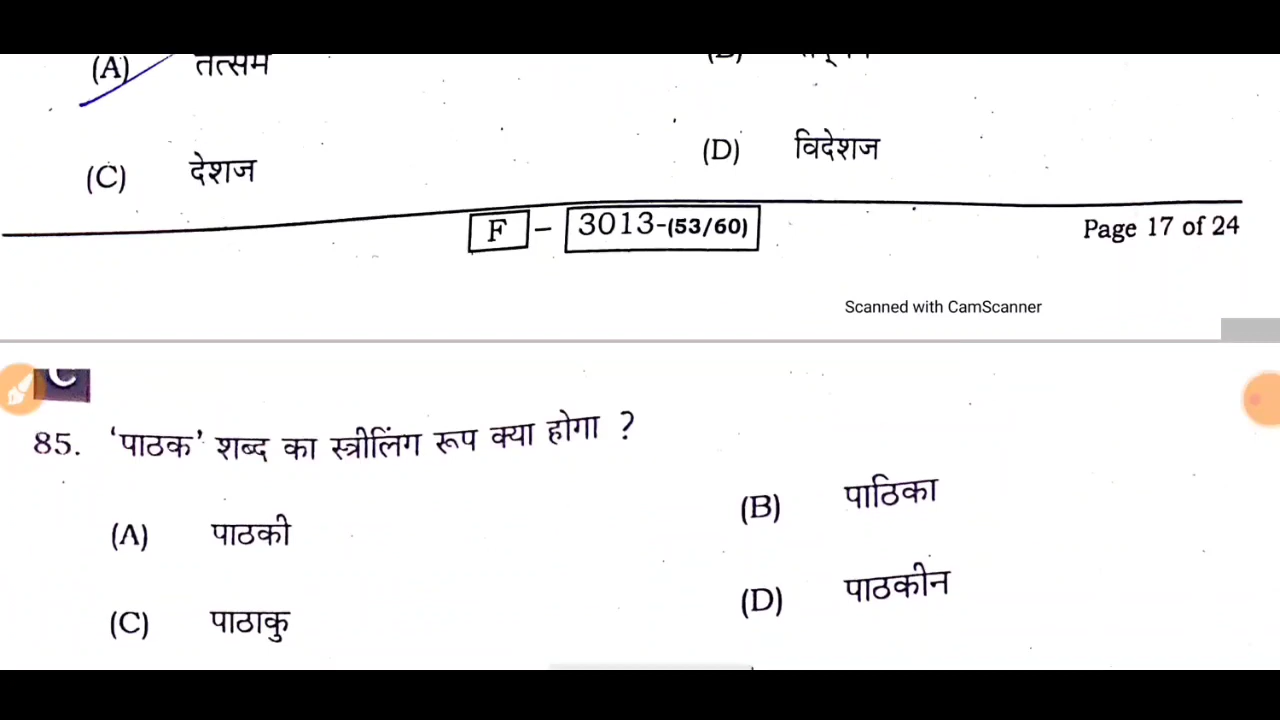 (A) तत्सम
(C) देशज
(D) विदेशज
F - 3013-(53/60)
Page 17 of 24
Scanned with CamScanner
85. 'पाठक' शब्द का स्त्रीलिंग रूप क्या होगा ?
(A) पाठकी
(B) पाठिका
(C) पाठाकु
(D) पाठकीन